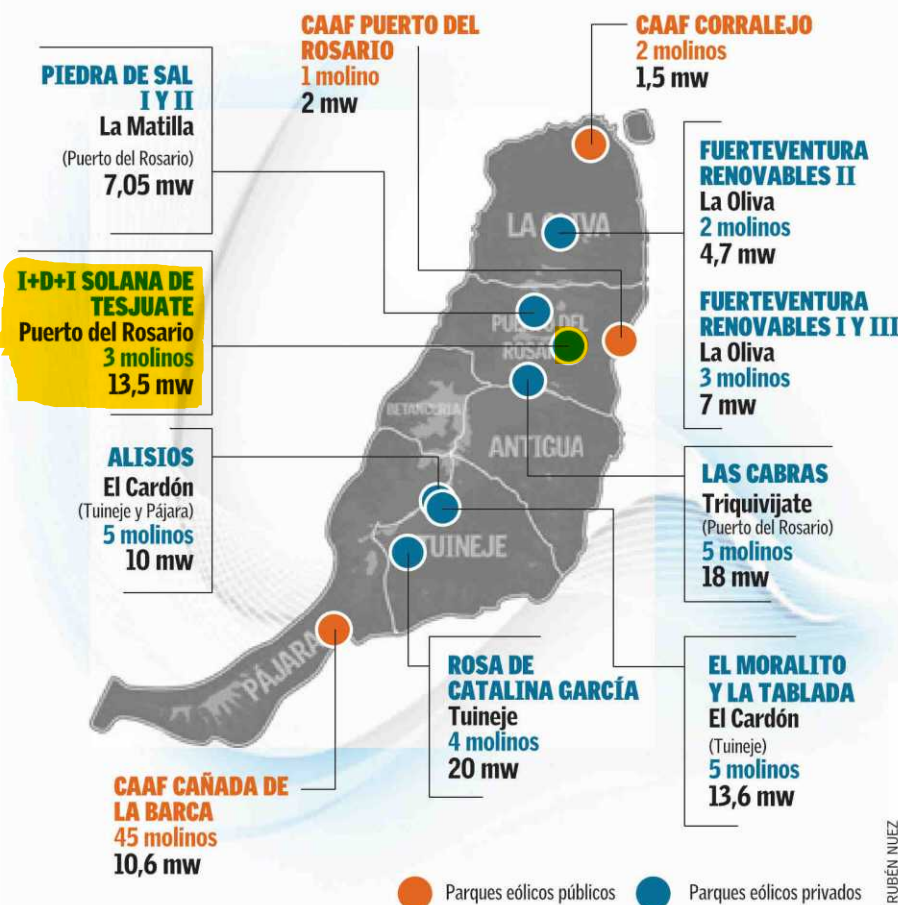 CAAF PUERTO DEL
ROSARIO
1 molino
2 mw
CAAF CORRALEJO
2 molinos
1,5 mw
PIEDRA DE SAL
I Y II
La Matilla
(Puerto del Rosario)
7,05 mw
FUERTEVENTURA
RENOVABLES II
La Oliva
2 molinos
4,7 mw
FUERTEVENTURA
RENOVABLES I Y III
La Oliva
3 molinos
7 mw
I+D+I SOLANA DE
TESJUATE
Puerto del Rosario
3 molinos
13,5 mw
LA OLIVA
PUERTO DEL
ROSARIO
BETANCURIA
ANTIGUA
TUINEJE
PÁJARA
ALISIOS
El Cardón
(Tuineje y Pájara)
5 molinos
10 mw
LAS CABRAS
Triquivijate
(Puerto del Rosario)
5 molinos
18 mw
ROSA DE
CATALINA GARCÍA
Tuineje
4 molinos
20 mw
EL MORALITO
Y LA TABLADA
El Cardón
(Tuineje)
5 molinos
13,6 mw
CAAF CAÑADA DE
LA BARCA
45 molinos
10,6 mw
Parques eólicos públicos
Parques eólicos privados
RUBÉN NUEZ